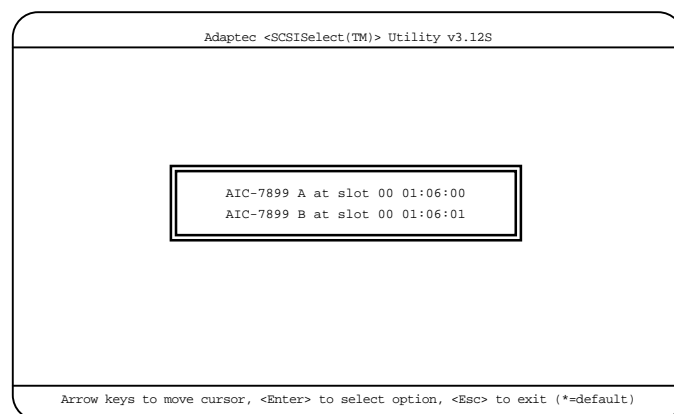 Adaptec <SCSISelect(TM)> Utility v3.12S
AIC-7899 A at slot 00 01:06:00
AIC-7899 B at slot 00 01:06:01
Arrow keys to move cursor, <Enter> to select option, <Esc> to exit (*=default)